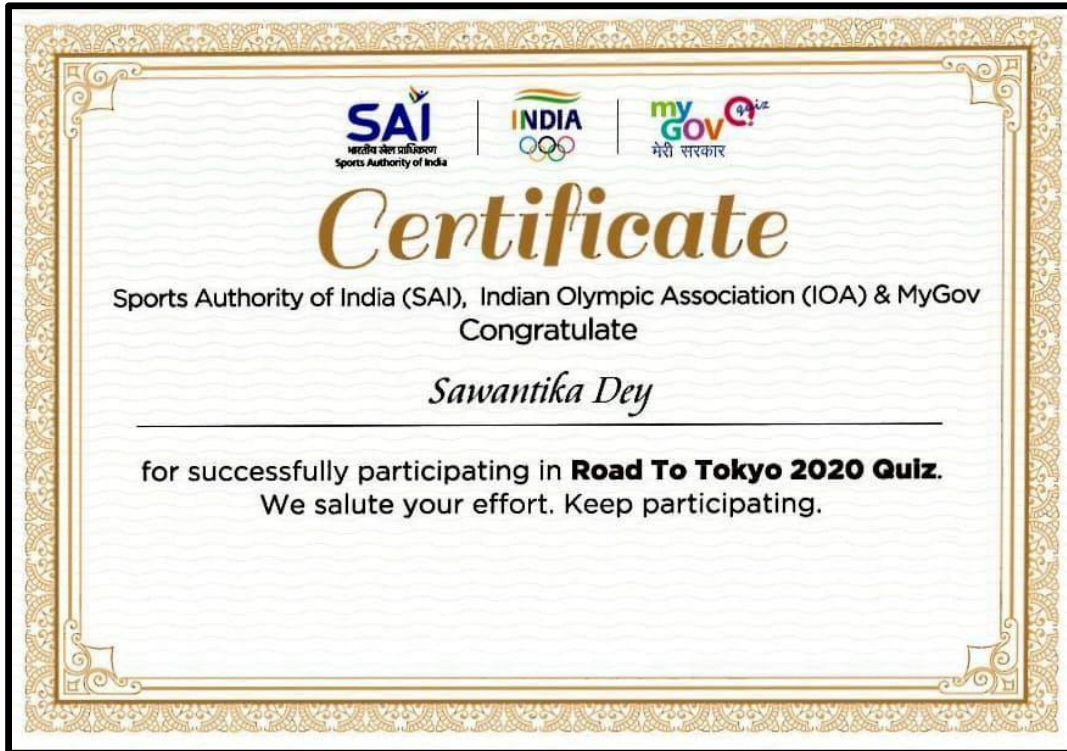 SAI
भारतीय खेल प्राधिकरण
Sports Authority of India
INDIA
my
GOV quiz
मेरी सरकार
Certificate
Sports Authority of India (SAI), Indian Olympic Association (IOA) & MyGov
Congratulate
Sawantika Dey
for successfully participating in Road To Tokyo 2020 Quiz.
We salute your effort. Keep participating.